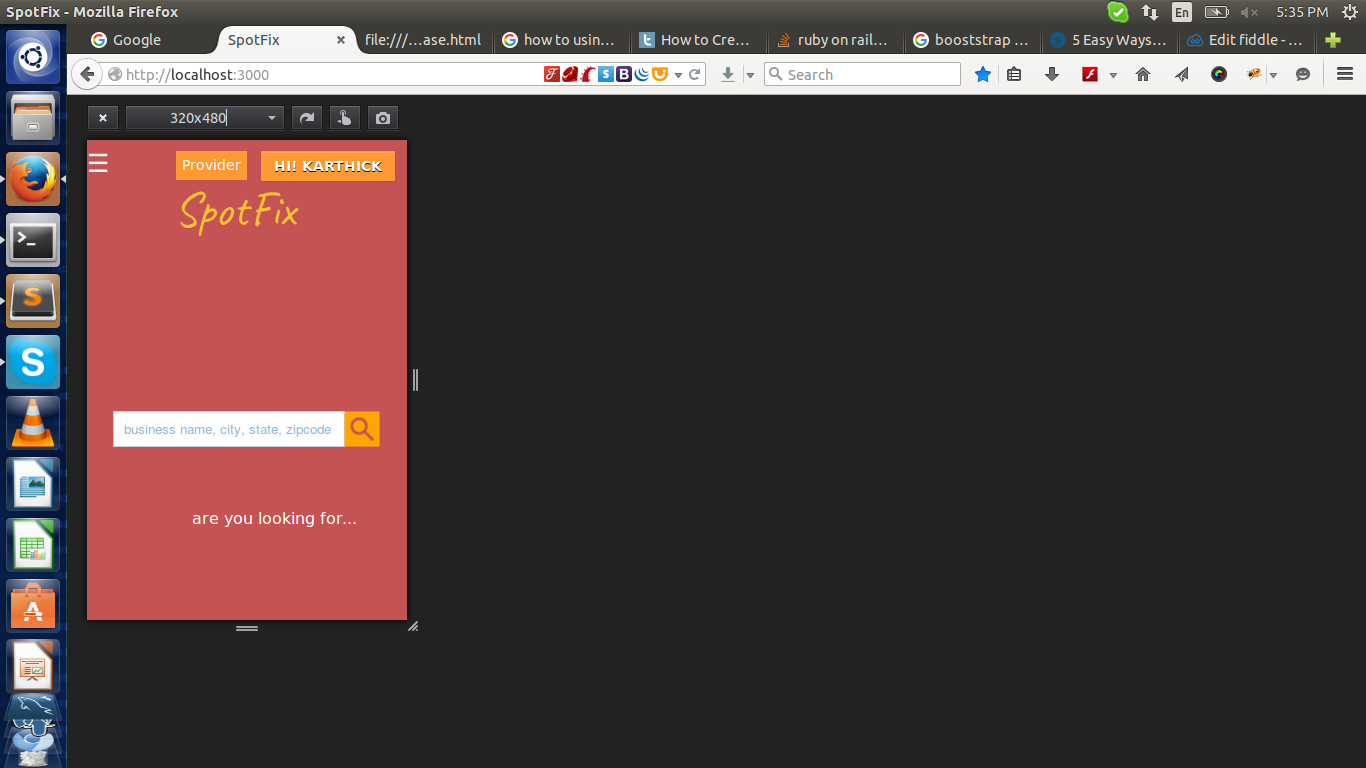 SpotFix - Mozilla Firefox
En
5:35 PM
Google
SpotFix
file:///...ase.html
how to usin...
How to Cre...
ruby on rail...
booststrap ...
5 Easy Ways...
Edit fiddle - ...
http://localhost:3000
Search
320x480
Provider
HI! KARTHICK
SpotFix
business name, city, state, zipcode
are you looking for...